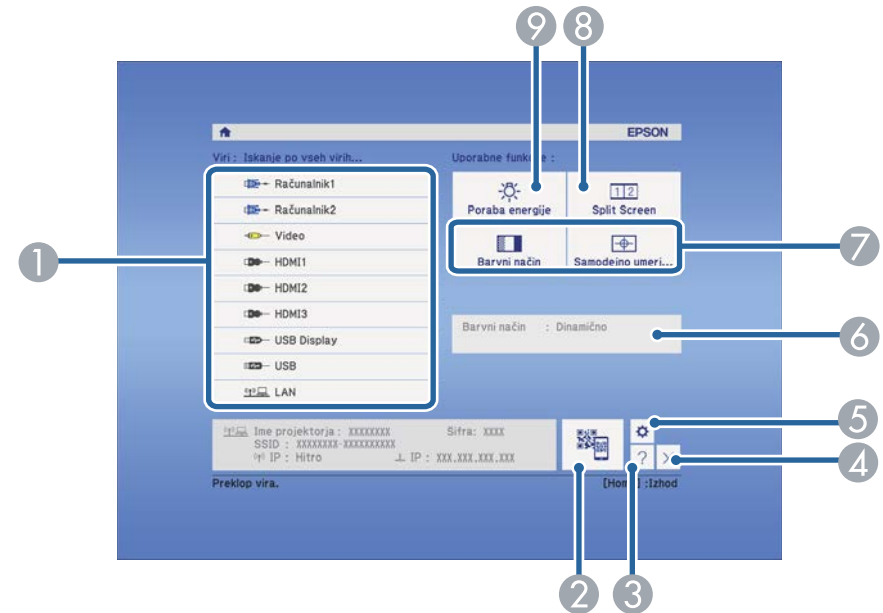 9 8
EPSON
Viri : Iskanje po vseh virih...
Računalnik1
Računalnik2
Video
HDMI1
HDMI2
HDMI3
USB Display
USB
LAN
1
Uporabne funkcije :
Poraba energije
1 2
Split Screen
Barvni način
Samodejno umeri...
7
Barvni način : Dinamično
6
Ime projektorja : XXXXXXXX Šifra: XXXX
SSID : XXXXXXXX-XXXXXXXXXX
IP : Hitro IP : XXX.XXX.XXX.XXX
5
?
4
Preklop vira.
[Home] :Izhod
2 3